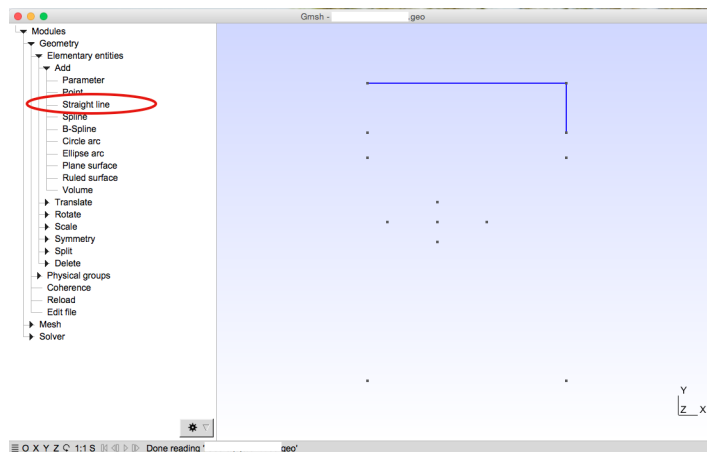 Gmsh - .geo
Modules
Geometry
Elementary entities
Add
Parameter
Point
Straight line
Spline
B-Spline
Circle arc
Ellipse arc
Plane surface
Ruled surface
Volume
Translate
Rotate
Scale
Symmetry
Split
Delete
Physical groups
Coherence
Reload
Edit file
Mesh
Solver
Y
Z X
O X Y Z 1:1 S Done reading ' geo'